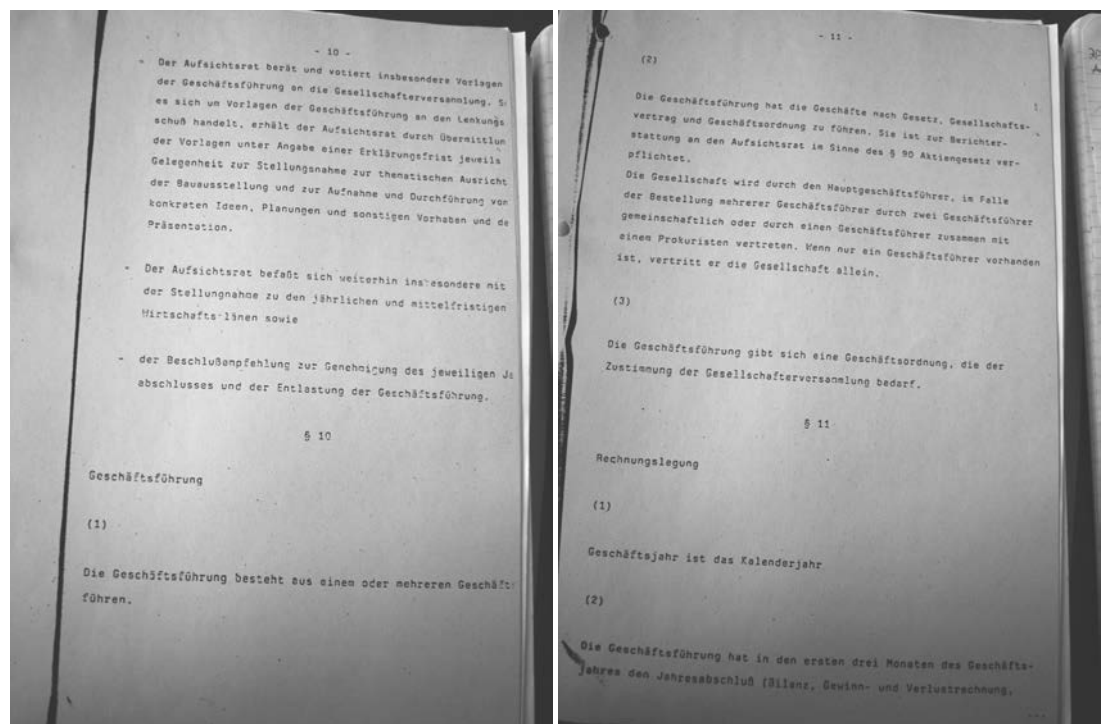 - 10 -
- Der Aufsichtsrat berät und votiert insbesondere Vorlagen
der Geschäftsführung an die Gesellschafterversammlung.
es sich um Vorlagen der Geschäftsführung an den Lenkungs
schuß handelt, erhält der Aufsichtsrat durch Übermittlun
der Vorlagen unter Angabe einer Erklärungsfrist jeweils
Gelegenheit zur Stellungsnahme zur thematischen Ausricht
der Bauausstellung und zur Aufnahme und Durchführung von
konkreten Ideen, Planungen und sonstigen Vorhaben und de
Präsentation.
- Der Aufsichtsrat befaßt sich weiterhin insbesondere mit
der Stellungnahme zu den jährlichen und mittelfristigen
sowie
- der Beschlußempfehlung zur Genehmigung des jeweiligen
abschlusses und der Entlastung der Geschäftsführung.
§ 10
Geschäftsführung
(1)
Die Geschäftsführung besteht aus einem oder mehreren Geschäfts
führen.
- 11 -
(2)
Die Geschäftsführung hat die Geschäfte nach Gesetz, Gesellschafts-
vertrag und Geschäftsordnung zu führen. Sie ist zur Berichter-
stattung an den Aufsichtsrat im Sinne des § 90 Aktiengesetz ver-
pflichtet.
Die Gesellschaft wird durch den Hauptgeschäftsführer, im Falle
der Bestellung mehrerer Geschäftsführer durch zwei Geschäftsführer
gemeinschaftlich oder durch einen Geschäftsführer zusammen mit
einem Prokuristen vertreten. Wenn nur ein Geschäftsführer vorhanden
ist, vertritt er die Gesellschaft allein.
(3)
Die Geschäftsführung gibt sich eine Geschäftsordnung, die der
Zustimmung der Gesellschafterversammlung bedarf.
§ 11
Rechnungslegung
(1)
Geschäftsjahr ist das Kalenderjahr
(2)
Die Geschäftsführung hat in den ersten drei Monaten des Geschäfts-
jahres den Jahresabschluß (Bilanz, Gewinn- und Verlustrechnung,
...